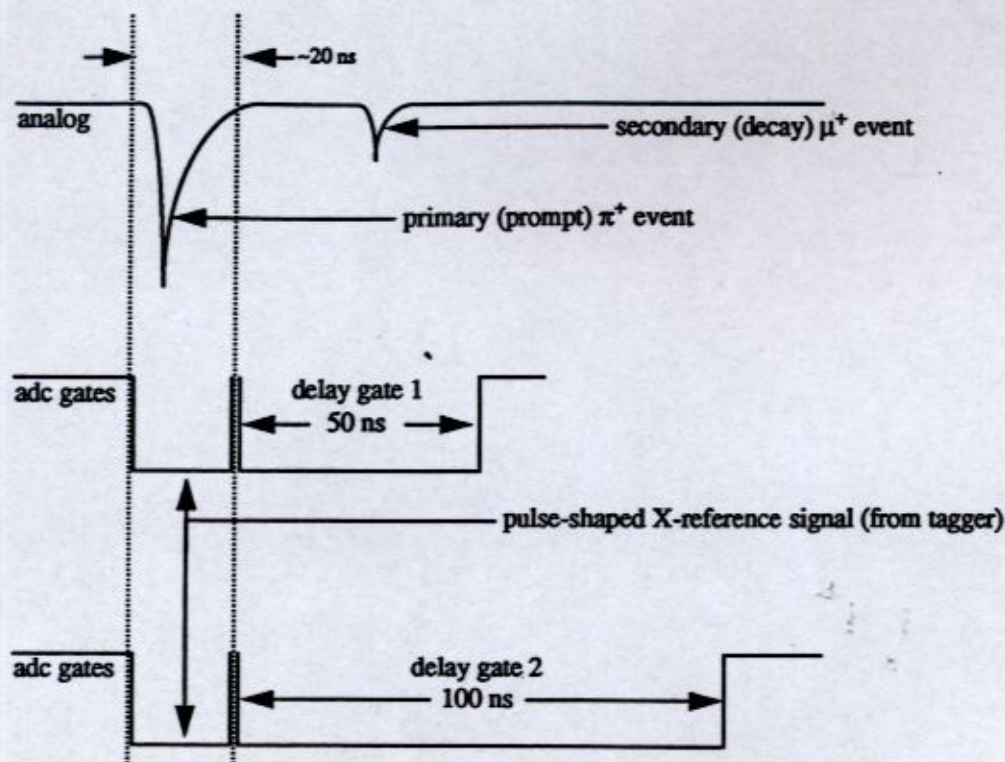 ~20 ns
analog
secondary (decay) μ⁺ event
primary (prompt) π⁺ event
adc gates
delay gate 1
50 ns
pulse-shaped X-reference signal (from tagger)
adc gates
delay gate 2
100 ns